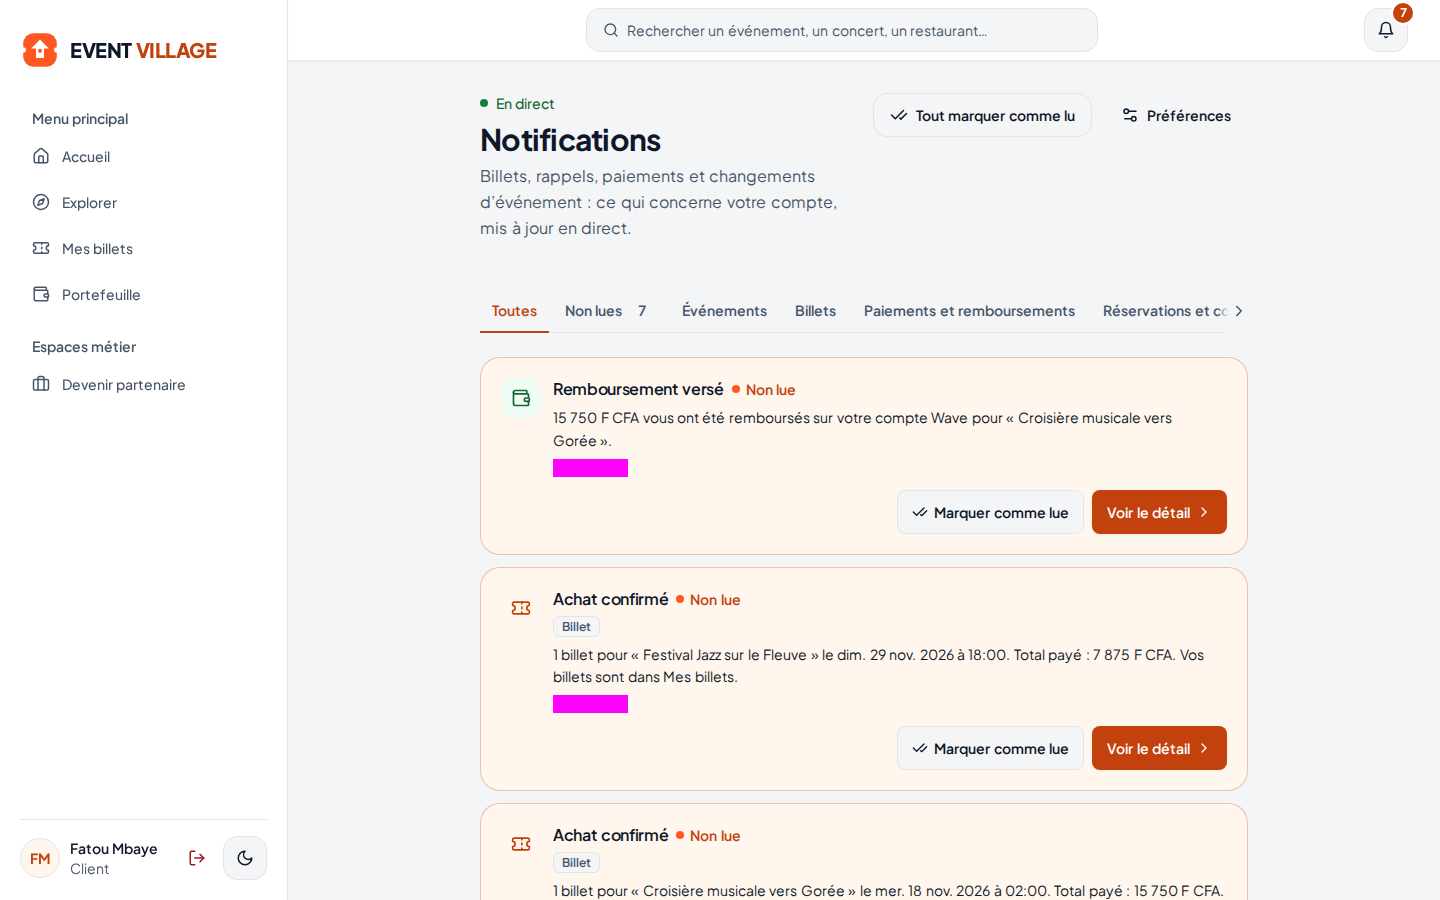 EVENT VILLAGE
Rechercher un événement, un concert, un restaurant...
7
Menu principal
Accueil
Explorer
Mes billets
Portefeuille
Espaces métier
Devenir partenaire
FM
Fatou Mbaye
Client
En direct
Notifications
Billets, rappels, paiements et changements
d’événement : ce qui concerne votre compte,
mis à jour en direct.
Tout marquer comme lu
Préférences
Toutes
Non lues 7
Événements
Billets
Paiements et remboursements
Réservations et
Remboursement versé
Non lue
15 750 F CFA vous ont été remboursés sur votre compte Wave pour « Croisière musicale vers
Gorée ».
Marquer comme lue
Voir le détail
Achat confirmé
Non lue
Billet
1 billet pour « Festival Jazz sur le Fleuve » le dim. 29 nov. 2026 à 18:00. Total payé : 7 875 F CFA. Vos
billets sont dans Mes billets.
Marquer comme lue
Voir le détail
Achat confirmé
Non lue
Billet
1 billet pour « Croisière musicale vers Gorée » le mer. 18 nov. 2026 à 02:00. Total payé : 15 750 F CFA.